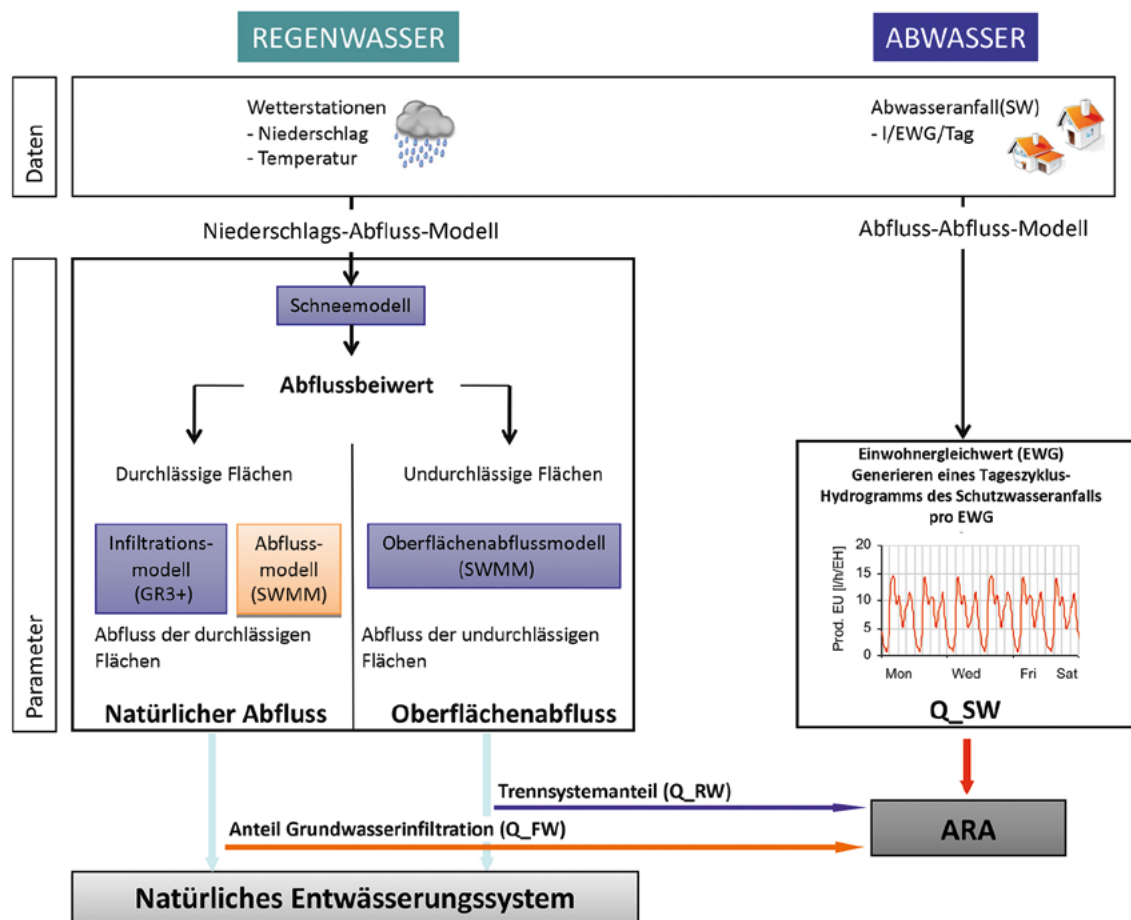 REGENWASSER
ABWASSER
Daten
Wetterstationen
- Niederschlag
- Temperatur
Abwasseranfall(SW)
- l/EWG/Tag
Niederschlags-Abfluss-Modell
Abfluss-Abfluss-Modell
Parameter
Schneemodell
Abflussbeiwert
Durchlässige Flächen
Undurchlässige Flächen
Infiltrations-
modell
(GR3+)
Abfluss-
modell
(SWMM)
Oberflächenabflussmodell
(SWMM)
Abfluss der durchlässigen
Flächen
Abfluss der undurchlässigen
Flächen
Natürlicher Abfluss
Oberflächenabfluss
Einwohnergleichwert (EWG)
Generieren eines Tageszyklus-
Hydrogramms des Schutzwasseranfalls
pro EWG
Prod. EU [l/h/EH]
20
15
10
5
0
Mon Wed Fri Sat
Q_SW
Trennsystemanteil (Q_RW)
Anteil Grundwasserinfiltration (Q_FW)
ARA
Natürliches Entwässerungssystem